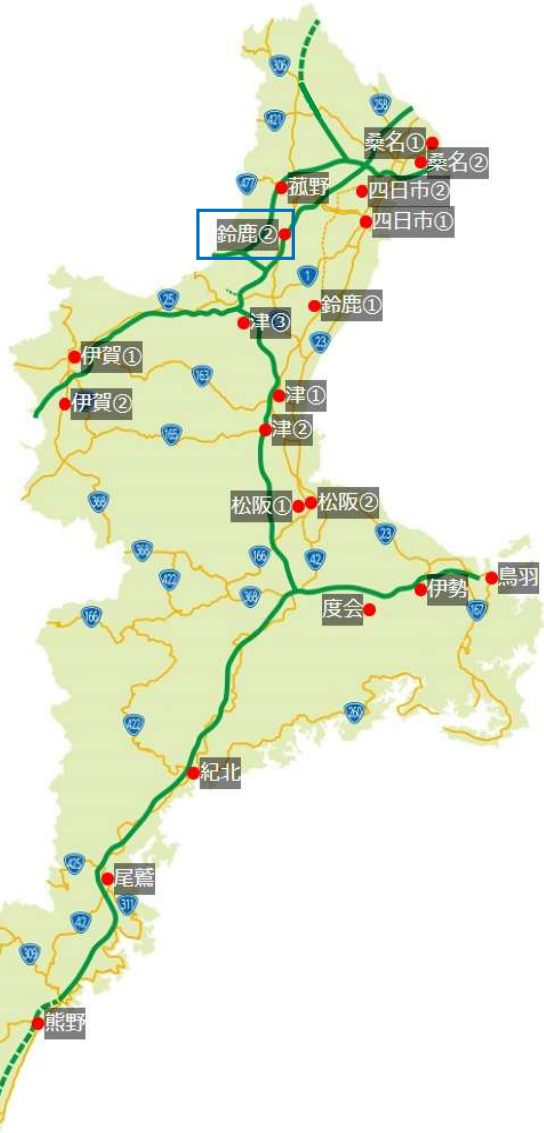 306
258
421
桑名①
桑名②
477
菰野
四日市②
四日市①
鈴鹿②
1
25
鈴鹿①
津③
23
伊賀①
163
伊賀②
津①
165
津②
368
松阪①
松阪②
23
368
166
42
422
368
鳥羽
伊勢
度会
167
166
260
422
紀北
425
尾鷲
311
42
309
熊野